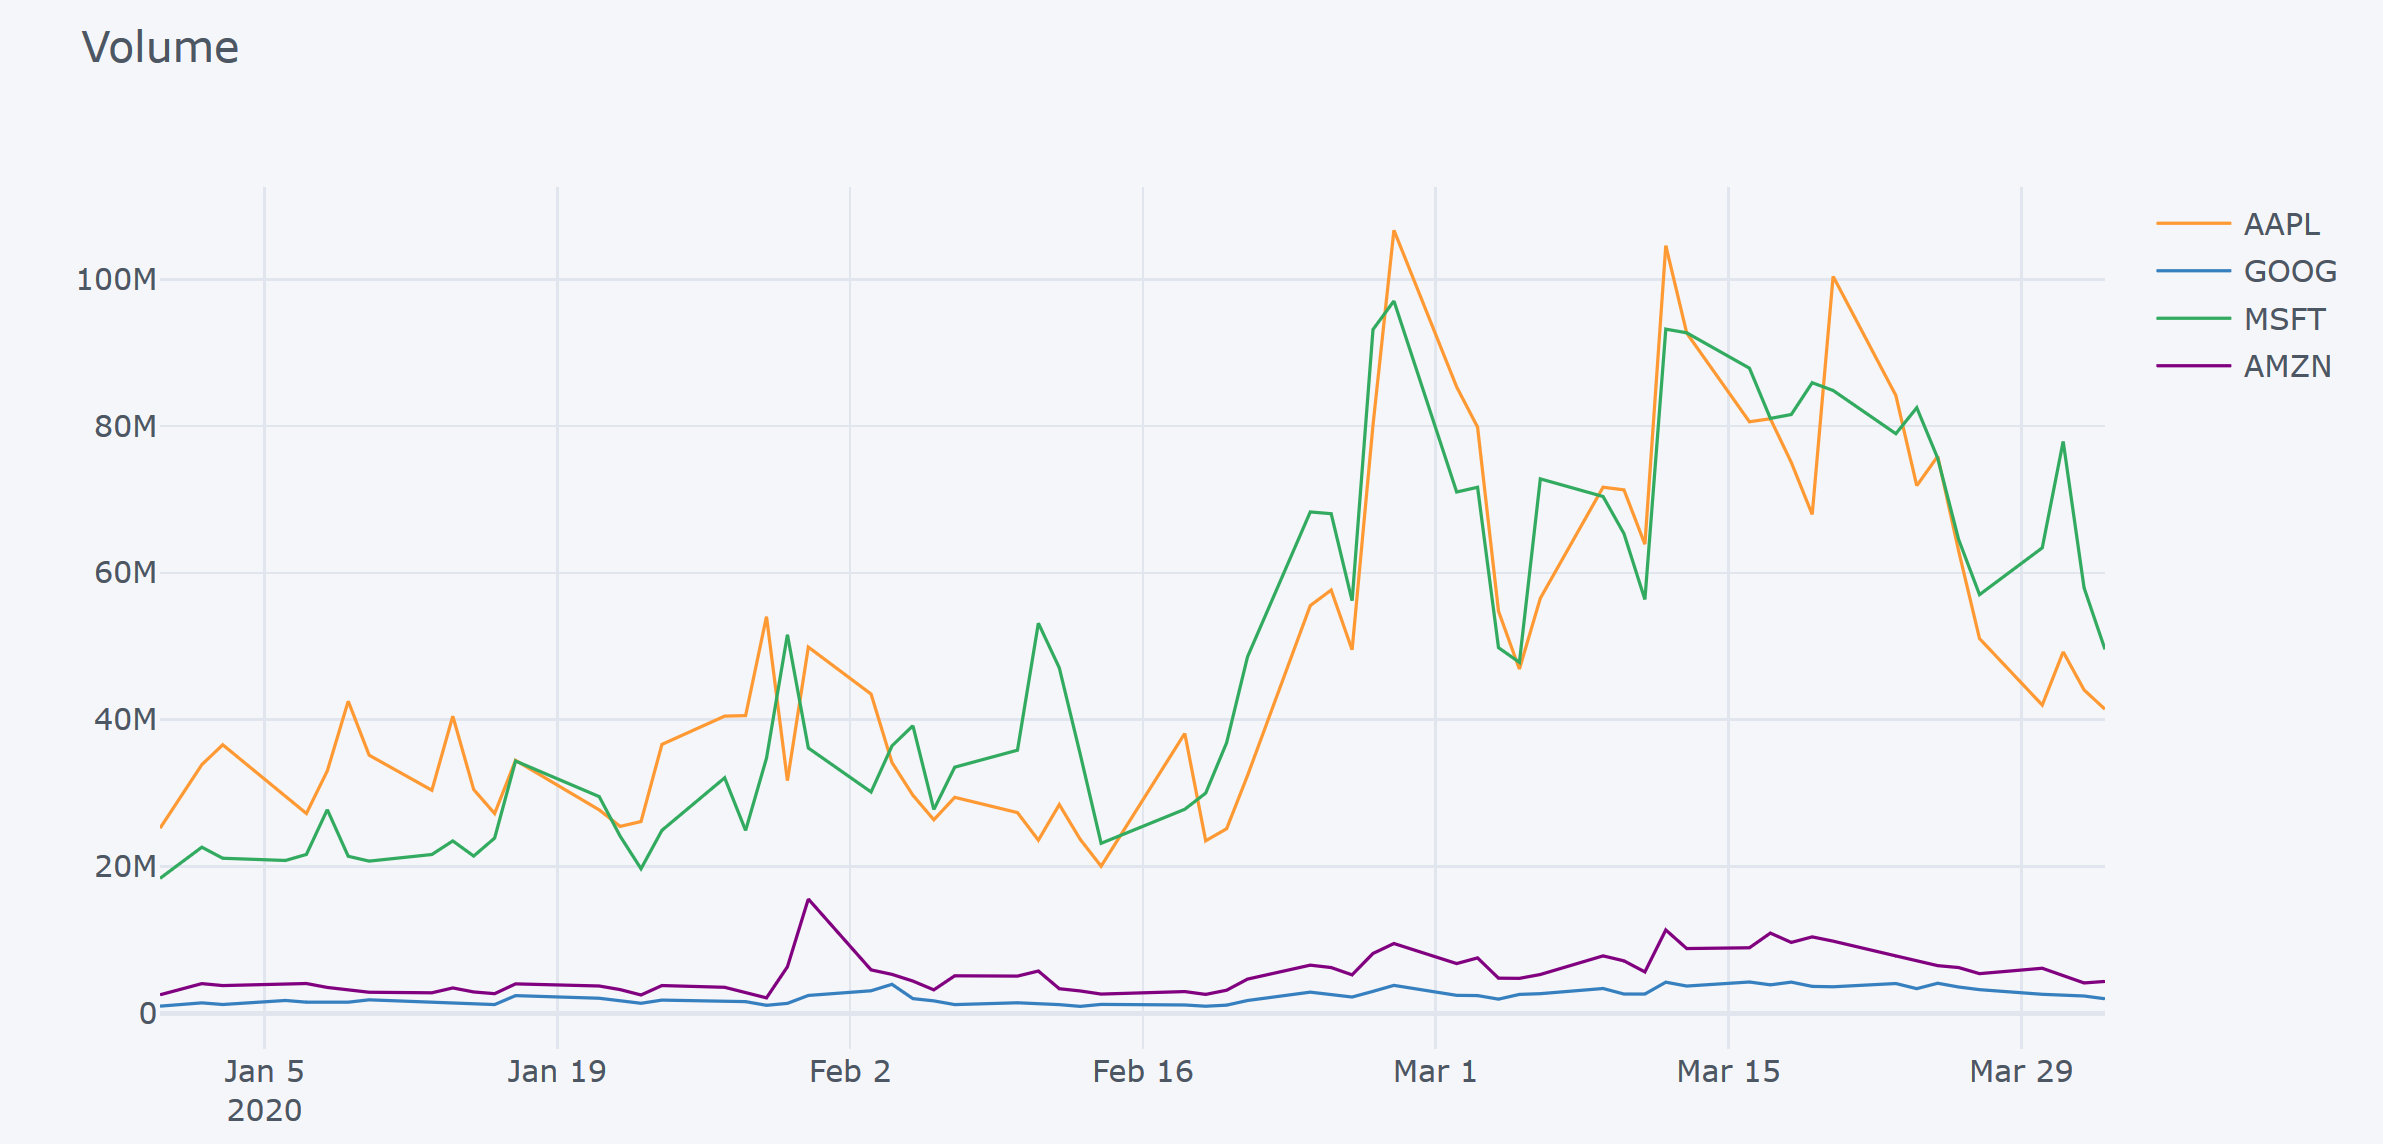 Volume
100M
80M
60M
40M
20M
0
Jan 5
2020
Jan 19
Feb 2
Feb 16
Mar 1
Mar 15
Mar 29
AAPL
GOOG
MSFT
AMZN